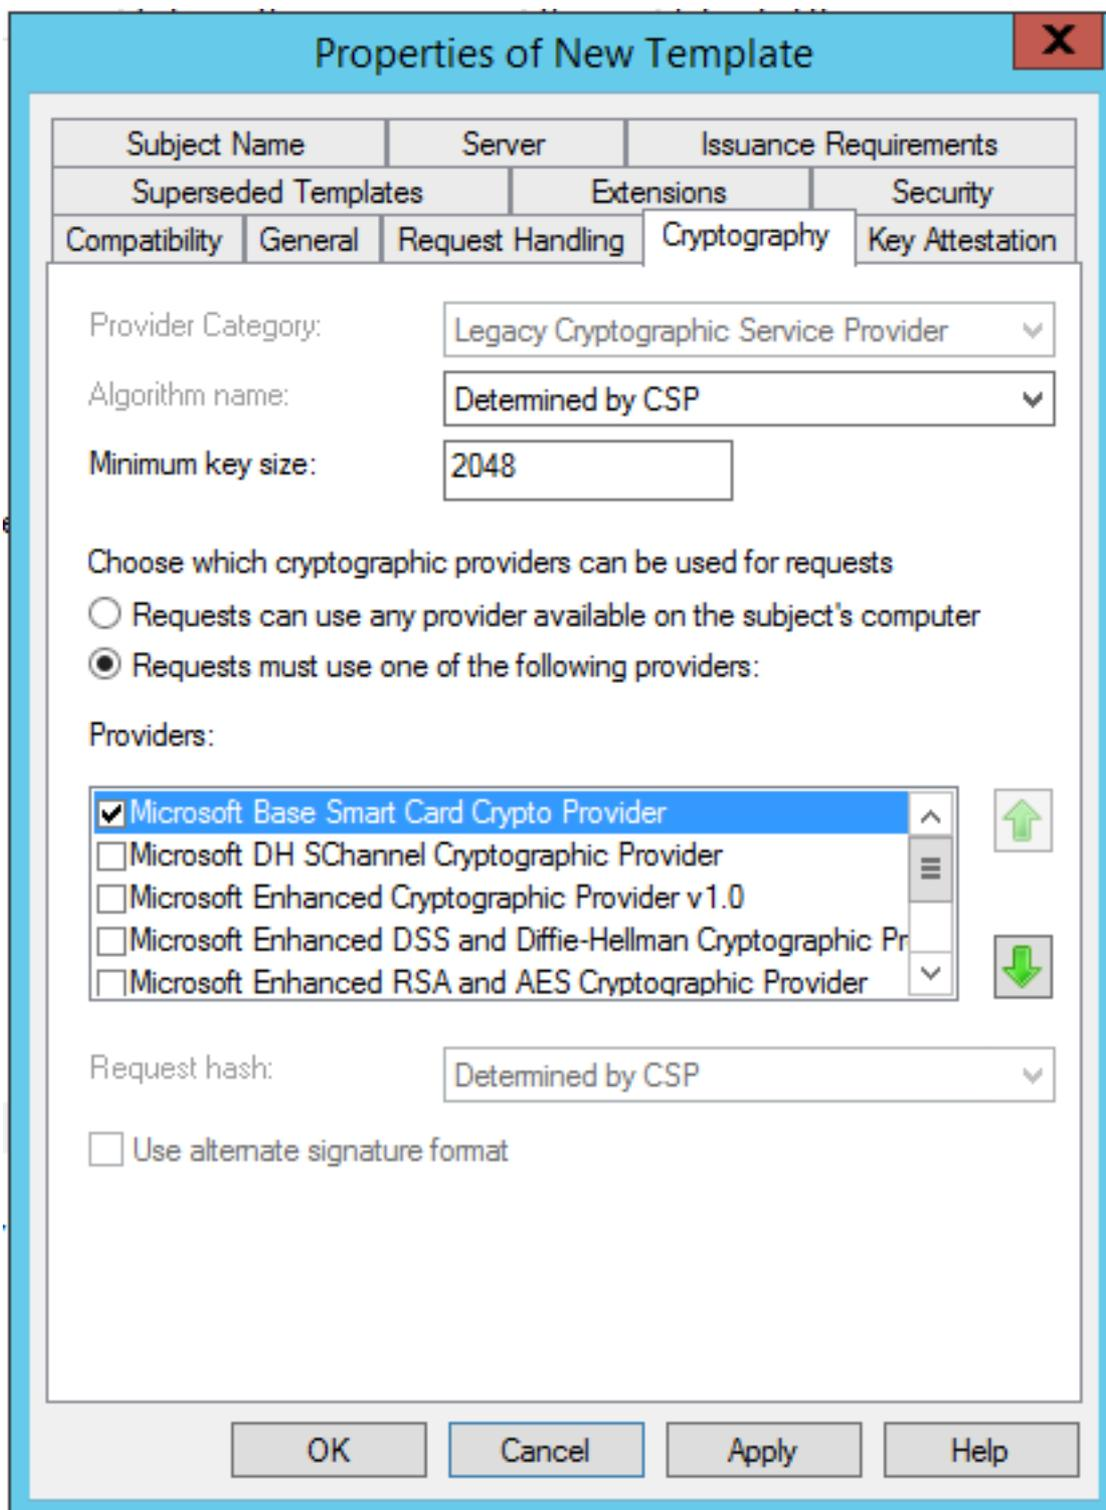 Properties of New Template
X
Subject Name Server Issuance Requirements
Superseded Templates Extensions Security
Compatibility General Request Handling Cryptography Key Attestation
Provider Category: Legacy Cryptographic Service Provider
Algorithm name: Determined by CSP
Minimum key size: 2048
Choose which cryptographic providers can be used for requests
Requests can use any provider available on the subject's computer
Requests must use one of the following providers:
Providers:
Microsoft Base Smart Card Crypto Provider
Microsoft DH SChannel Cryptographic Provider
Microsoft Enhanced Cryptographic Provider v1.0
Microsoft Enhanced DSS and Diffie-Hellman Cryptographic Pr
Microsoft Enhanced RSA and AES Cryptographic Provider
Request hash: Determined by CSP
Use alternate signature format
OK Cancel Apply Help